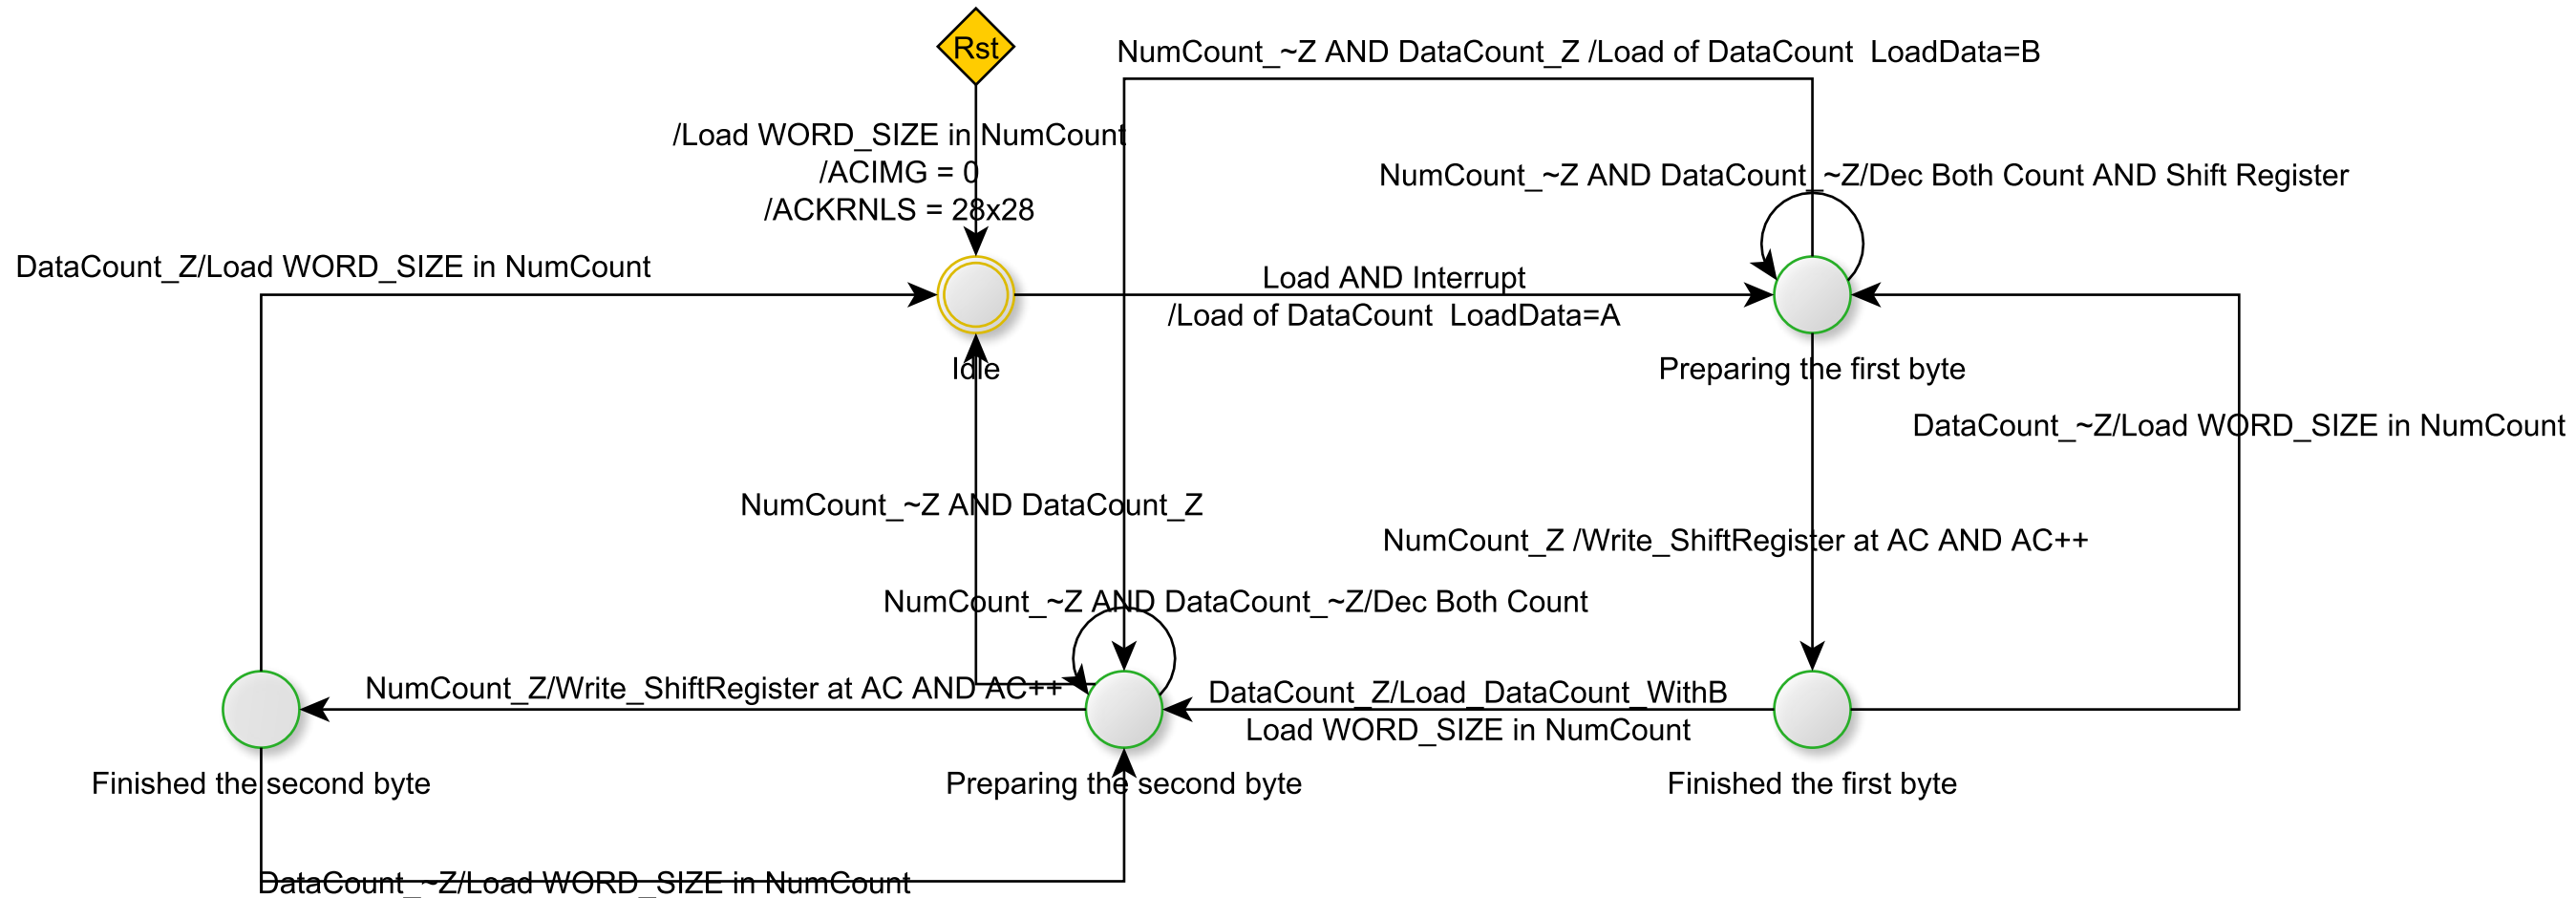 Rst
NumCount_~Z AND DataCount_Z /Load of DataCount  LoadData=B
/Load WORD_SIZE in NumCount
/ACIMG = 0
/ACKRNLS = 28x28
NumCount_~Z AND DataCount_~Z/Dec Both Count AND Shift Register
DataCount_Z/Load WORD_SIZE in NumCount
Load AND Interrupt
/Load of DataCount  LoadData=A
Idle
Preparing the first byte
DataCount_~Z/Load WORD_SIZE in NumCount
NumCount_~Z AND DataCount_Z
NumCount_Z /Write_ShiftRegister at AC AND AC++
NumCount_~Z AND DataCount_~Z/Dec Both Count
NumCount_Z/Write_ShiftRegister at AC AND AC++
DataCount_Z/Load_DataCount_WithB
Load WORD_SIZE in NumCount
Finished the second byte
Preparing the second byte
Finished the first byte
DataCount_~Z/Load WORD_SIZE in NumCount